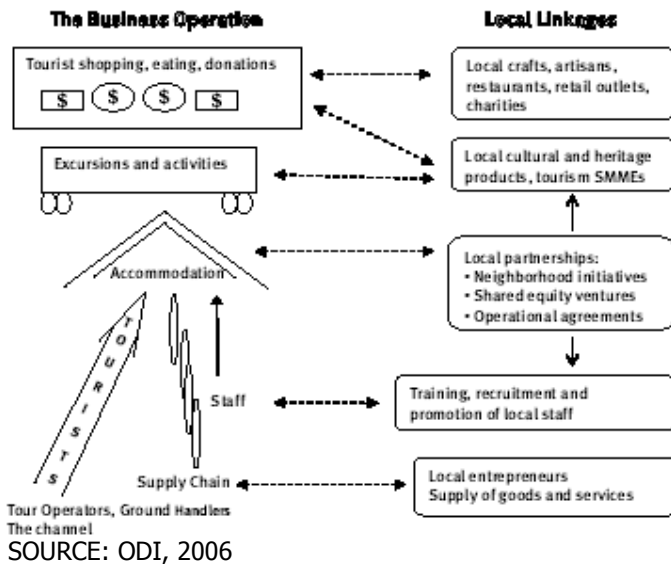 The Business Operation
Local Linkages
Tourist shopping, eating, donations
$ $ $ $
Local crafts, artisans,
restaurants, retail outlets,
charities
Excursions and activities
Local cultural and heritage
products, tourism SMMEs
Accommodation
Local partnerships:
• Neighborhood initiatives
• Shared equity ventures
• Operational agreements
TOURISTS
Staff
Training, recruitment and
promotion of local staff
Supply Chain
Local entrepreneurs
Supply of goods and services
Tour Operators, Ground Handlers
The channel
SOURCE: ODI, 2006